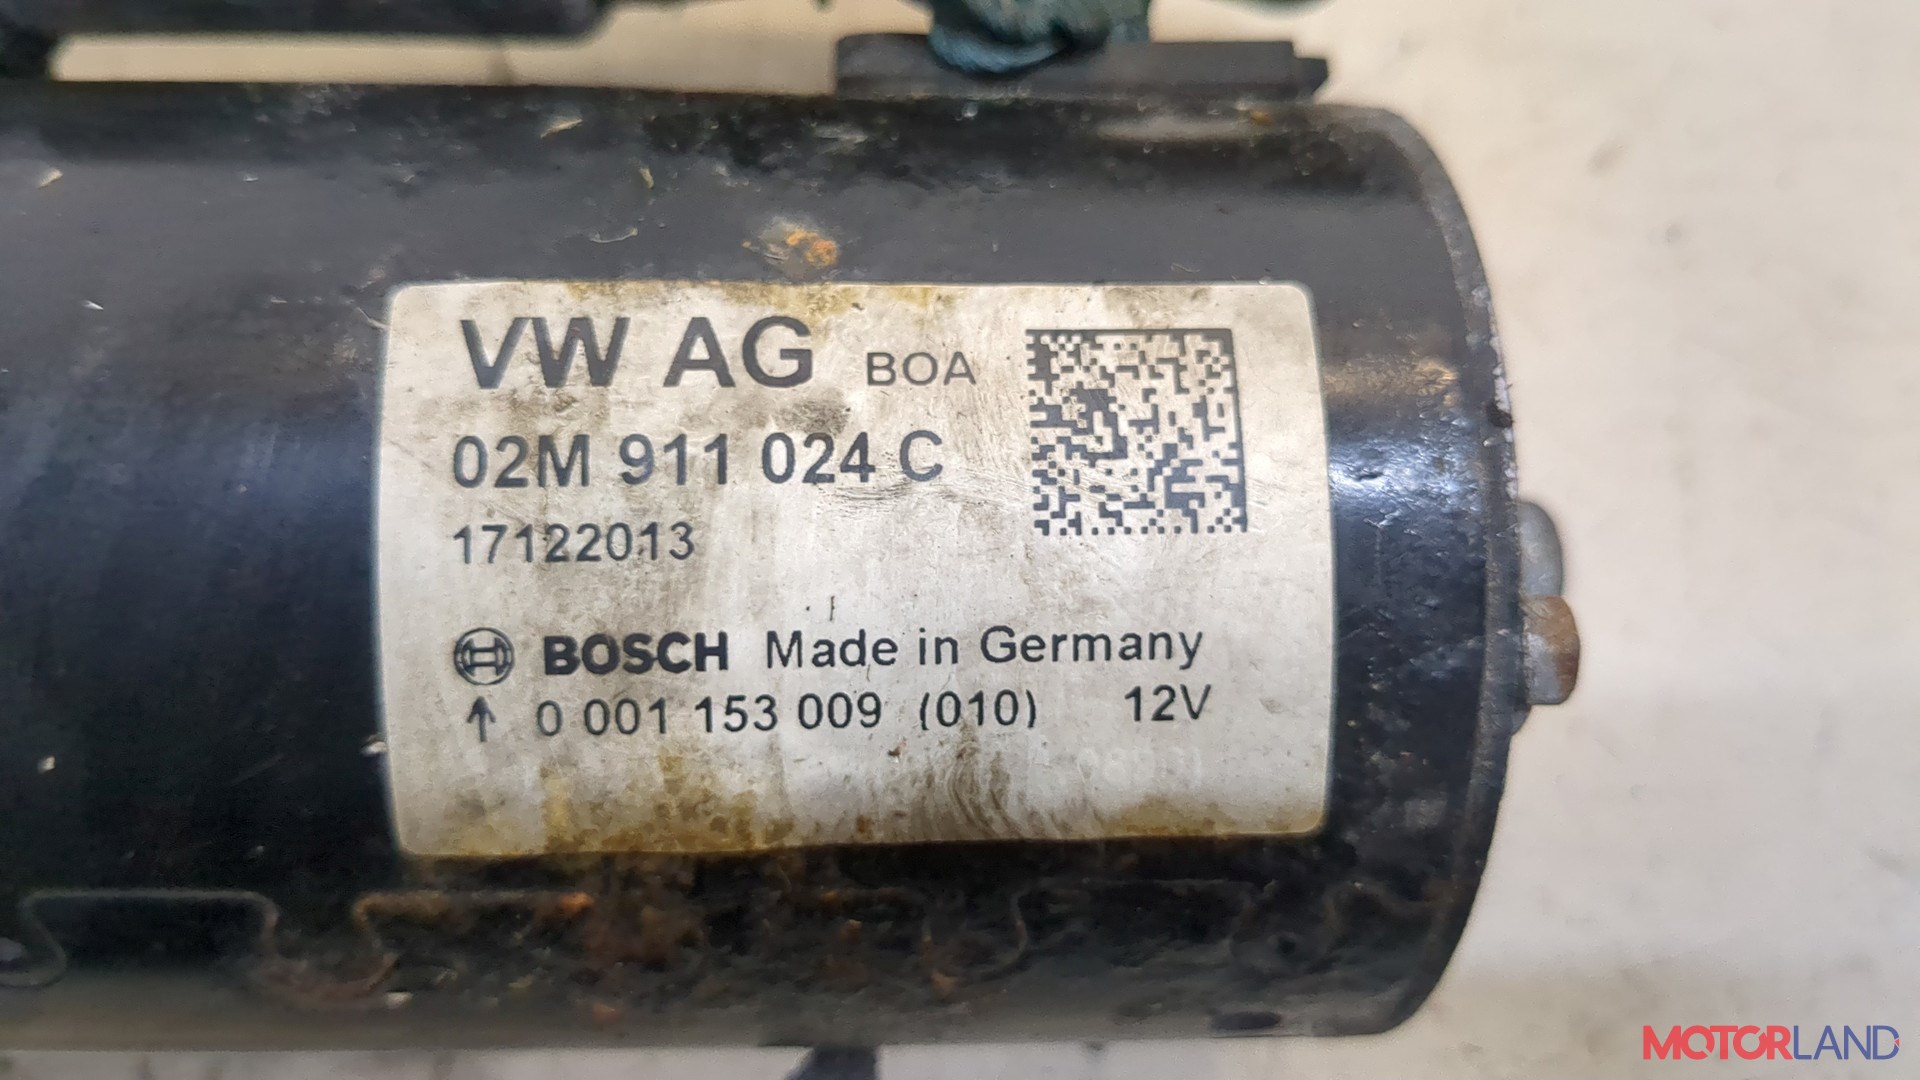 VW AG BOA
02M 911 024 C
17122013
BOSCH Made in Germany
↑ 0 001 153 009 (010) 12V
MOTORLAND